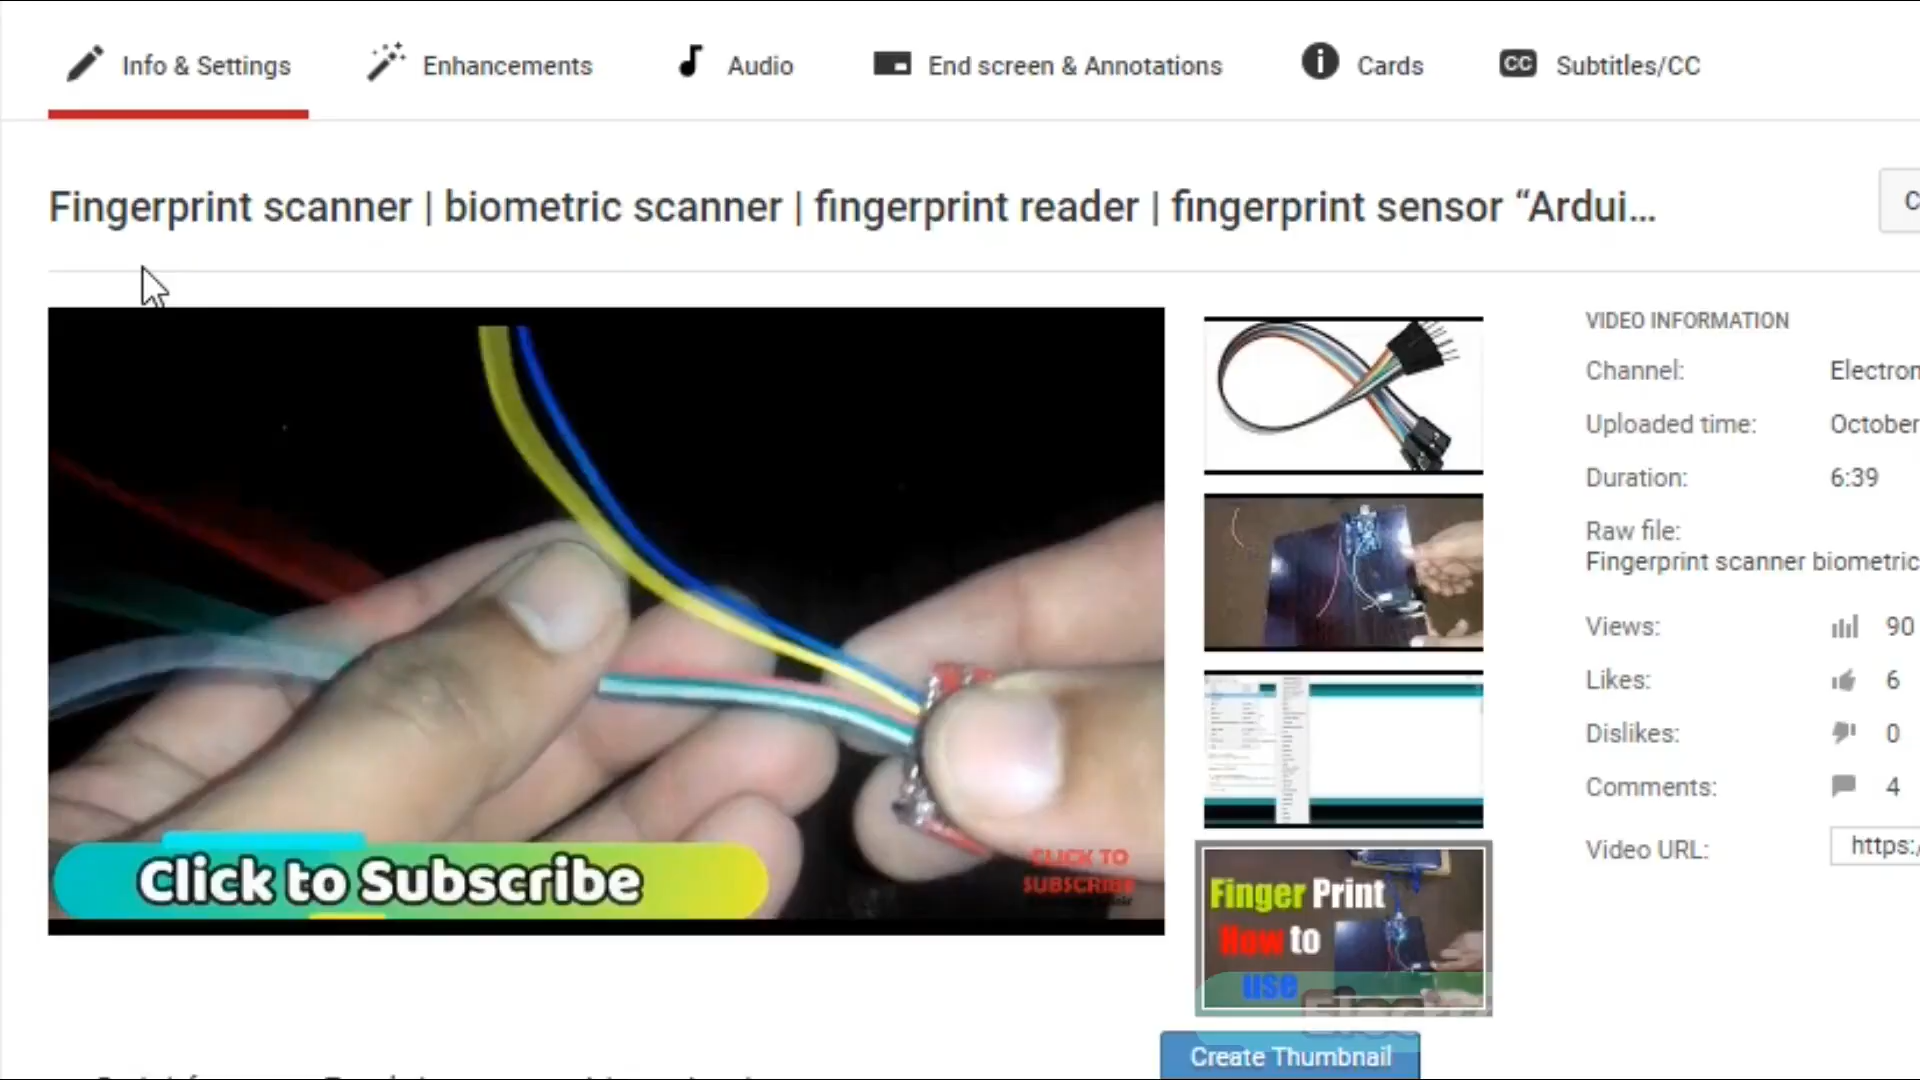 Info & Settings
Enhancements
Audio
End screen & Annotations
Cards
CC Subtitles/CC
Fingerprint scanner | biometric scanner | fingerprint reader | fingerprint sensor “Ardui...
C
VIDEO INFORMATION
Channel: Electron
Uploaded time: October
Duration: 6:39
Raw file:
Fingerprint scanner biometric
Views: 90
Likes: 6
Dislikes: 0
Comments: 4
Video URL: https:/
Click to Subscribe
CLICK TO
SUBSCRIBE
Finger Print
How to
use
Create Thumbnail